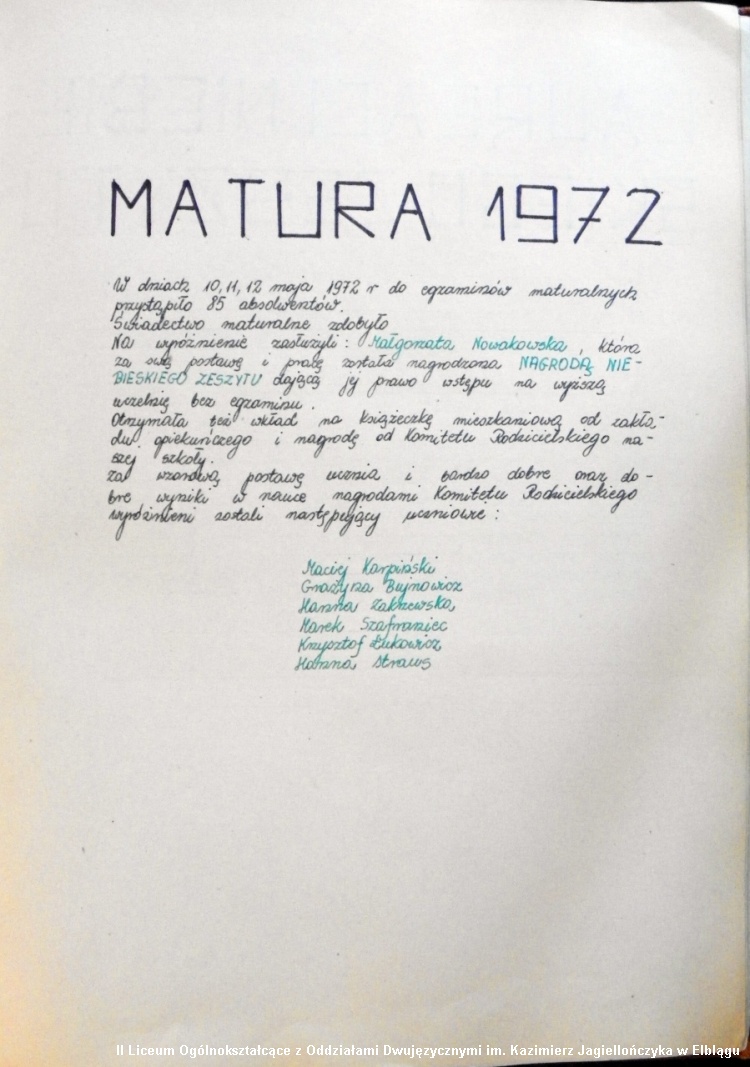 MATURA 1972
W dniach 10, 11, 12 maja 1972 r do egzaminów maturalnych
przystąpiło 85 absolwentów.
Świadectwo maturalne zdobyło
Na wyróżnienie zasłużyli: Małgorzata Nowakowska, która
za swą postawę i pracę została nagrodzona NAGRODĄ NIE-
BIESKIEGO ZESZYTU dającą jej prawo wstępu na wyższą
uczelnię bez egzaminu.
Otrzymała też wkład na książeczkę mieszkaniową od zakła-
du opiekuńczego i nagrodę od Komitetu Rodzicielskiego na-
szej szkoły.
Za wzorową postawę ucznia i bardzo dobre oraz do-
bre wyniki w nauce nagrodami Komitetu Rodzicielskiego
wyróżnieni zostali następujący uczniowie:
Maciej Karpiński
Grażyna Bujnowicz
Hanna Zakrzewska
Marek Szafraniec
Krzysztof Łukowicz
Hanna Straws
II Liceum Ogólnokształcące z Oddziałami Dwujęzycznymi im. Kazimierz Jagiellończyka w Elblągu